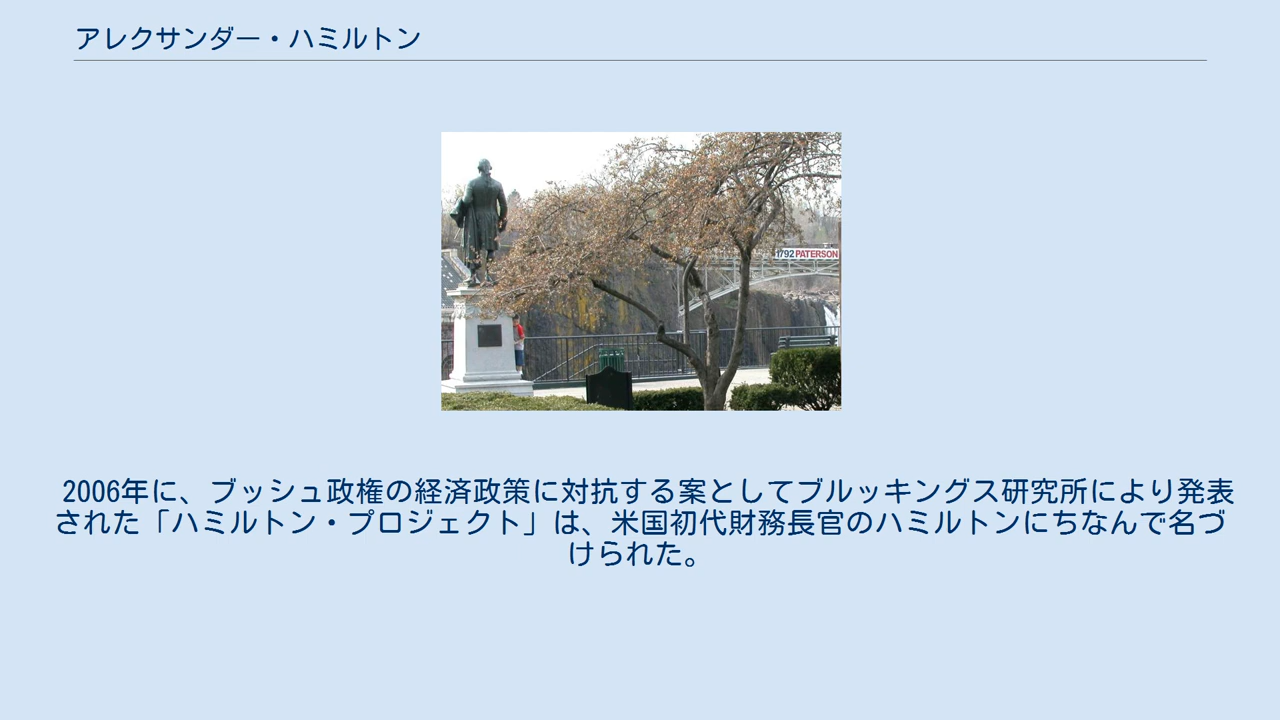 アレクサンダー・ハミルトン
1792 PATERSON
2006年に、ブッシュ政権の経済政策に対抗する案としてブルッキングス研究所により発表
された「ハミルトン・プロジェクト」は、米国初代財務長官のハミルトンにちなんで名づ
けられた。